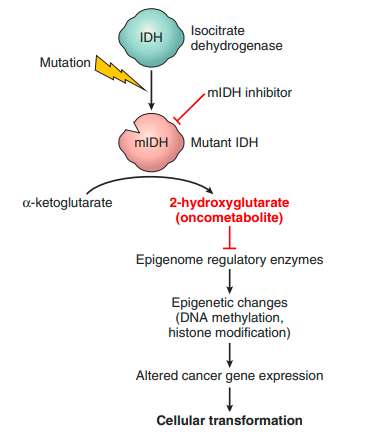 IDH
Isocitrate
dehydrogenase
Mutation
mIDH inhibitor
mIDH
Mutant IDH
α-ketoglutarate
2-hydroxyglutarate
(oncometabolite)
Epigenome regulatory enzymes
Epigenetic changes
(DNA methylation,
histone modification)
Altered cancer gene expression
Cellular transformation